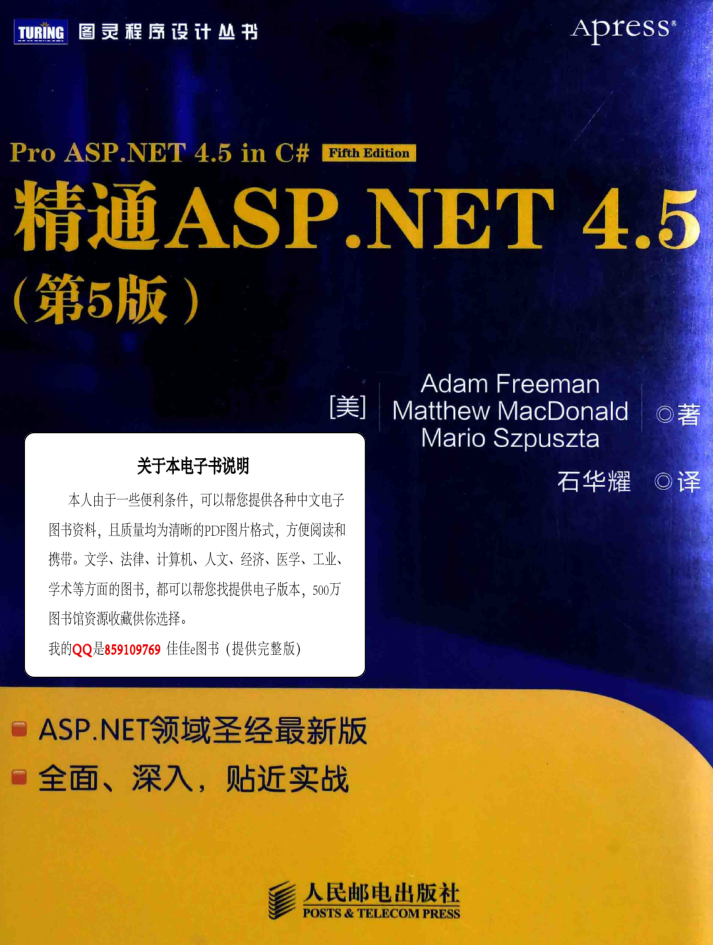 TURING 图灵程序设计丛书
Apress®
Pro ASP.NET 4.5 in C# Fifth Edition
精通ASP.NET 4.5
(第5版)
Adam Freeman
[美] Matthew MacDonald ◎著
Mario Szpuszta
石华耀 ◎译
关于本电子书说明
本人由于一些便利条件，可以帮您提供各种中文电子
图书资料，且质量均为清晰的PDF图片格式，方便阅读和
携带。文学、法律、计算机、人文、经济、医学、工业、
学术等方面的图书，都可以帮您找提供电子版本，500万
图书馆资源收藏供你选择。
我的QQ是859109769 佳佳e图书（提供完整版）
ASP.NET领域圣经最新版
全面、深入，贴近实战
人民邮电出版社
POSTS & TELECOM PRESS